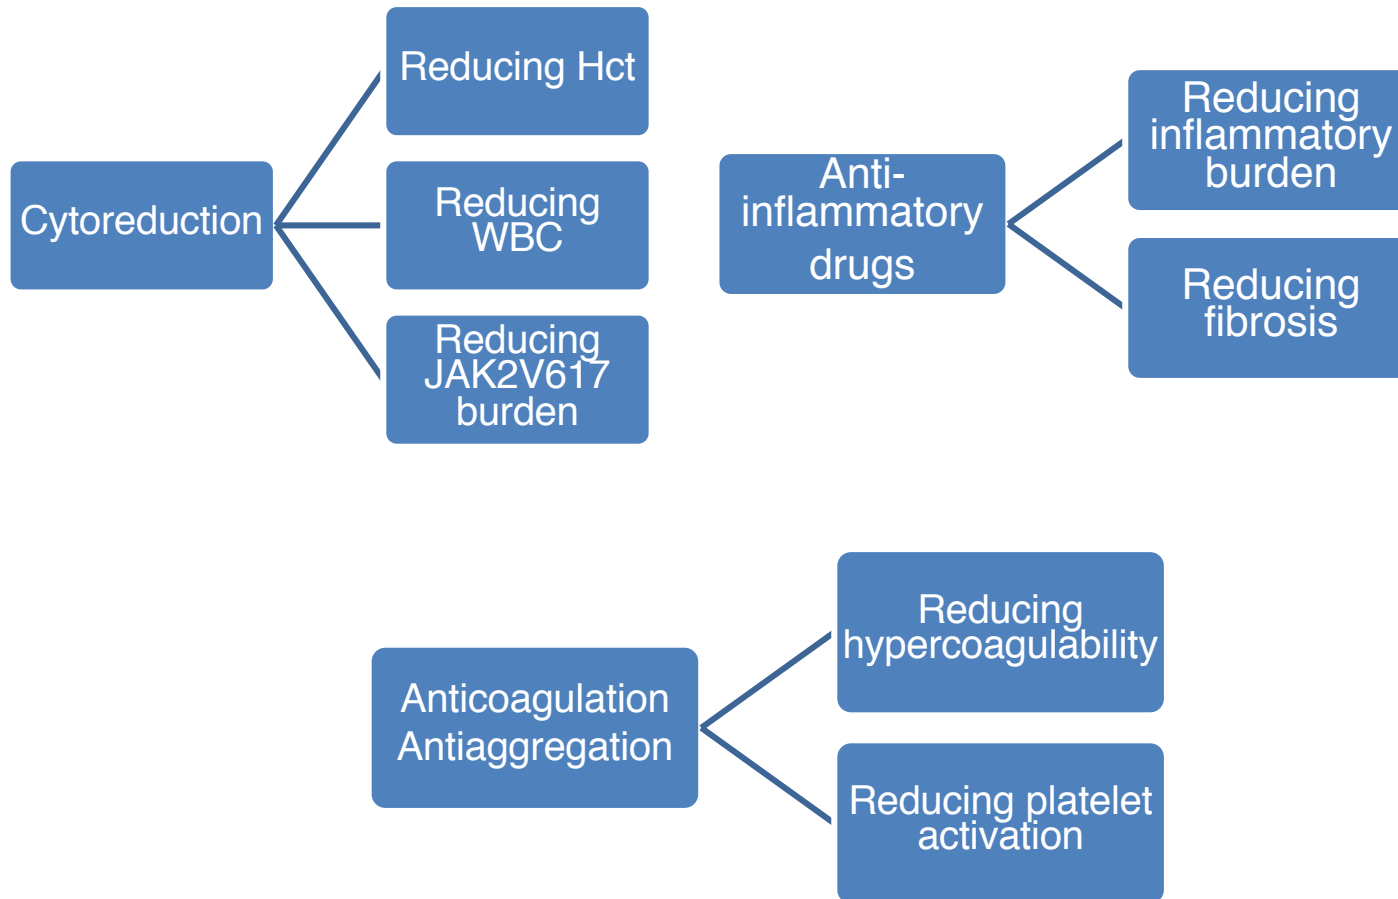 Cytoreduction
Reducing Hct
Reducing
WBC
Reducing
JAK2V617
burden
Anti-
inflammatory
drugs
Reducing
inflammatory
burden
Reducing
fibrosis
Anticoagulation
Antiaggregation
Reducing
hypercoagulability
Reducing platelet
activation